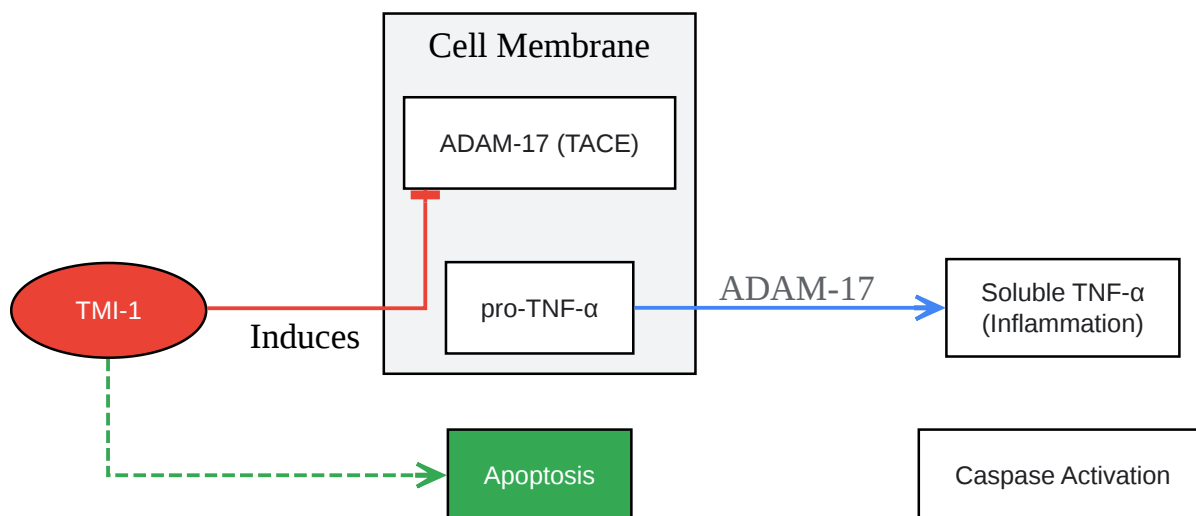 Cell Membrane
ADAM-17 (TACE)
TMI-1
Induces
pro-TNF-α
ADAM-17
Soluble TNF-α
(Inflammation)
Apoptosis
Caspase Activation